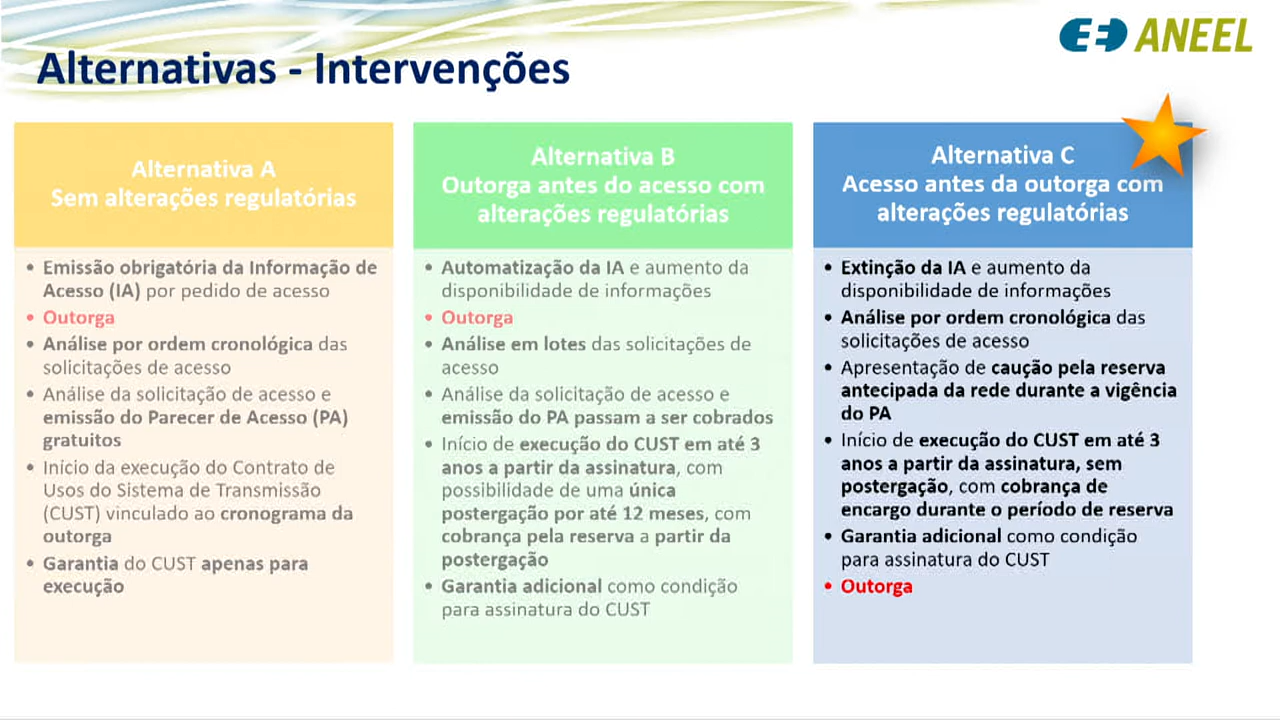 ANEEL
Alternativas - Intervenções
Alternativa A
Sem alterações regulatórias
• Emissão obrigatória da Informação de
Acesso (IA) por pedido de acesso
• Outorga
• Análise por ordem cronológica das
solicitações de acesso
• Análise da solicitação de acesso e
emissão do Parecer de Acesso (PA)
gratuitos
• Início da execução do Contrato de
Usos do Sistema de Transmissão
(CUST) vinculado ao cronograma da
outorga
• Garantia do CUST apenas para
execução
Alternativa B
Outorga antes do acesso com
alterações regulatórias
• Automatização da IA e aumento da
disponibilidade de informações
• Outorga
• Análise em lotes das solicitações de
acesso
• Análise da solicitação de acesso e
emissão do PA passam a ser cobrados
• Início de execução do CUST em até 3
anos a partir da assinatura, com
possibilidade de uma única
postergação por até 12 meses, com
cobrança pela reserva a partir da
postergação
• Garantia adicional como condição
para assinatura do CUST
Alternativa C
Acesso antes da outorga com
alterações regulatórias
• Extinção da IA e aumento da
disponibilidade de informações
• Análise por ordem cronológica das
solicitações de acesso
• Apresentação de caução pela reserva
antecipada da rede durante a vigência
do PA
• Início de execução do CUST em até 3
anos a partir da assinatura, sem
postergação, com cobrança de
encargo durante o período de reserva
• Garantia adicional como condição
para assinatura do CUST
• Outorga